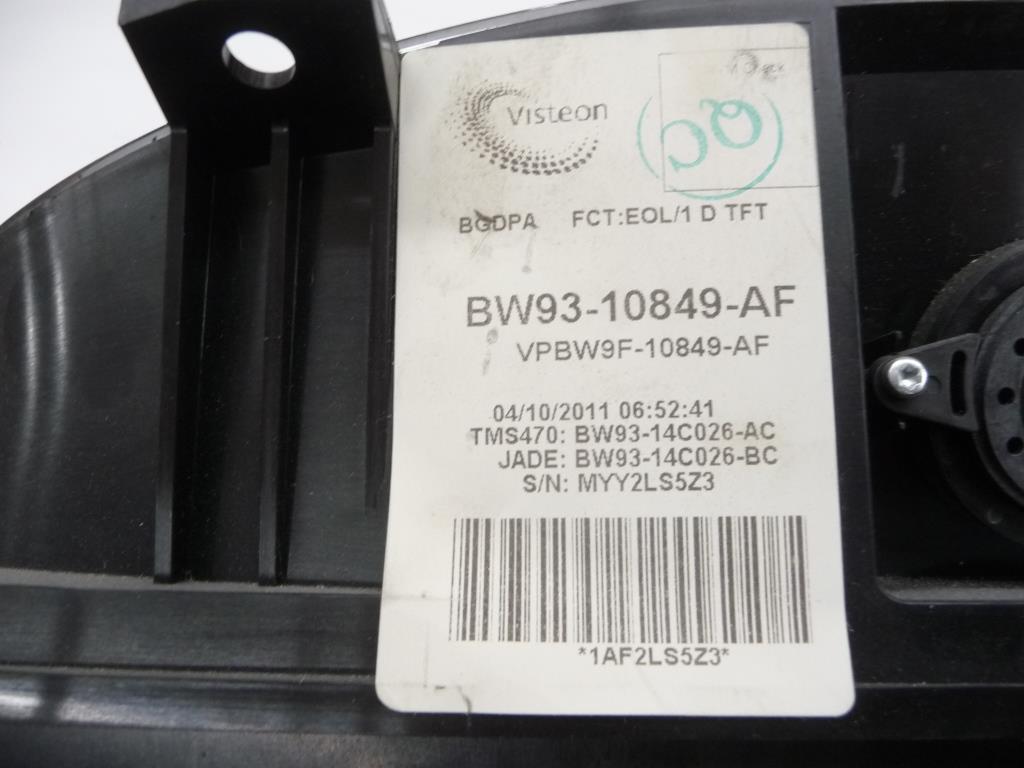 Visteon
BGDPA FCT:EOL/1 D TFT
BW93-10849-AF
VPBW9F-10849-AF
04/10/2011 06:52:41
TMS470: BW93-14C026-AC
JADE: BW93-14C026-BC
S/N: MYY2LS5Z3
*1AF2LS5Z3*